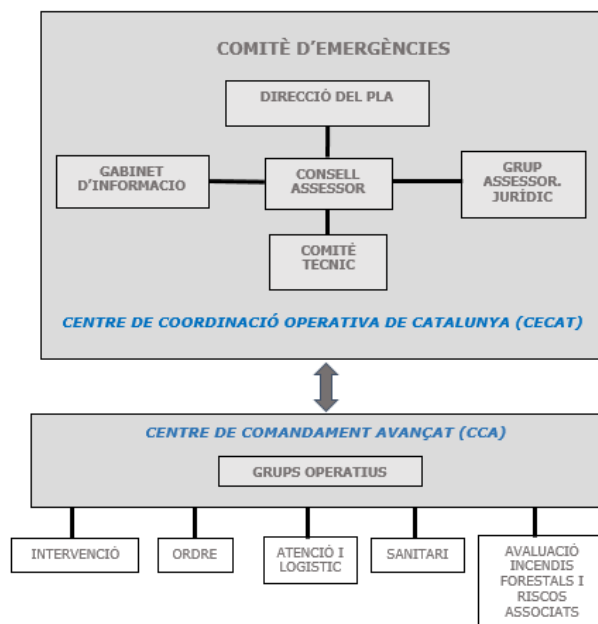 COMITÈ D'EMERGÈNCIES
DIRECCIÓ DEL PLA
GABINET
D'INFORMACIO
CONSELL
ASSESSOR
GRUP
ASSESSOR.
JURÍDIC
COMITÉ
TECNIC
CENTRE DE COORDINACIÓ OPERATIVA DE CATALUNYA (CECAT)
CENTRE DE COMANDAMENT AVANÇAT (CCA)
GRUPS OPERATIUS
INTERVENCIÓ
ORDRE
ATENCIÓ I
LOGISTIC
SANITARI
AVALUACIÓ
INCENDIS
FORESTALS I
RISCOS
ASSOCIATS